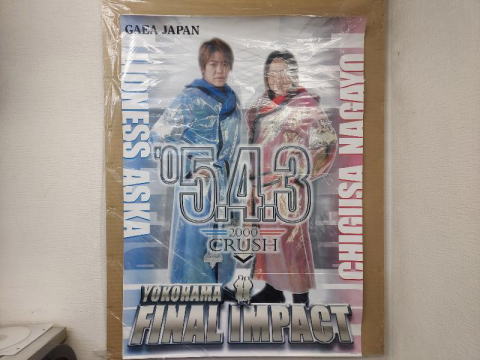 GAEA JAPAN
LIONESS ASKA
CHIGUSA NAGAYO
'05.4.3
2000
CRUSH
YOKOHAMA
FINAL IMPACT